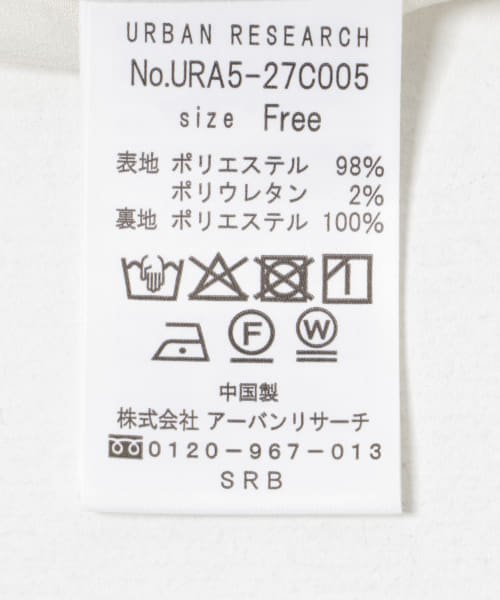 URBAN RESEARCH
No.URA5-27C005
size Free
表地 ポリエステル 98%
ポリウレタン 2%
裏地 ポリエステル 100%
F W
中国製
株式会社 アーバンリサーチ
0120-967-013
SRB